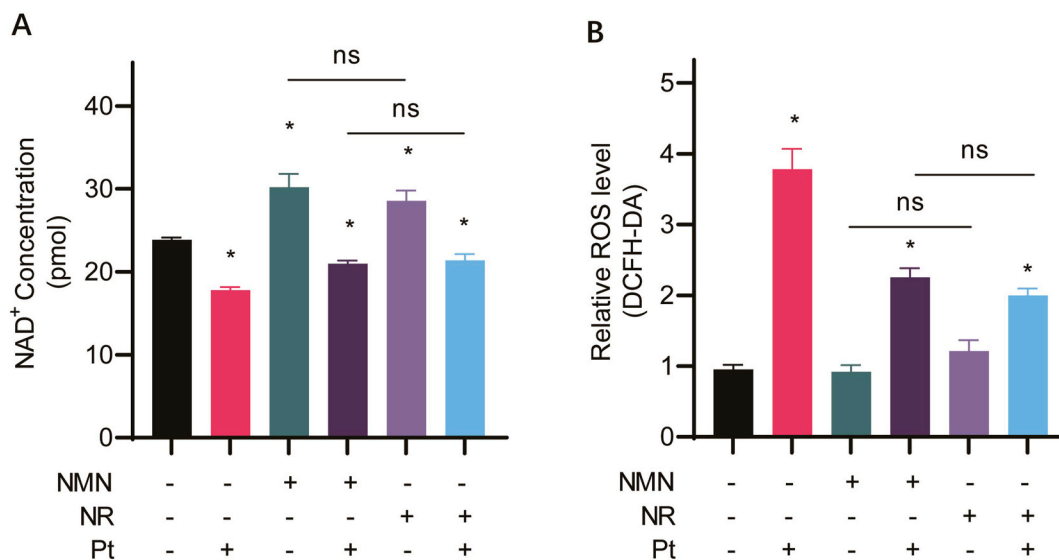 A
NAD⁺ Concentration
(pmol)
40
30
20
10
0
ns
ns
*
*
*
*
*
NMN - - + + - -
NR - - - - + +
Pt - + - + - +
B
Relative ROS level
(DCFH-DA)
5
4
3
2
1
0
*
ns
ns
*
*
NMN - - + + - -
NR - - - - + +
Pt - + - + - +